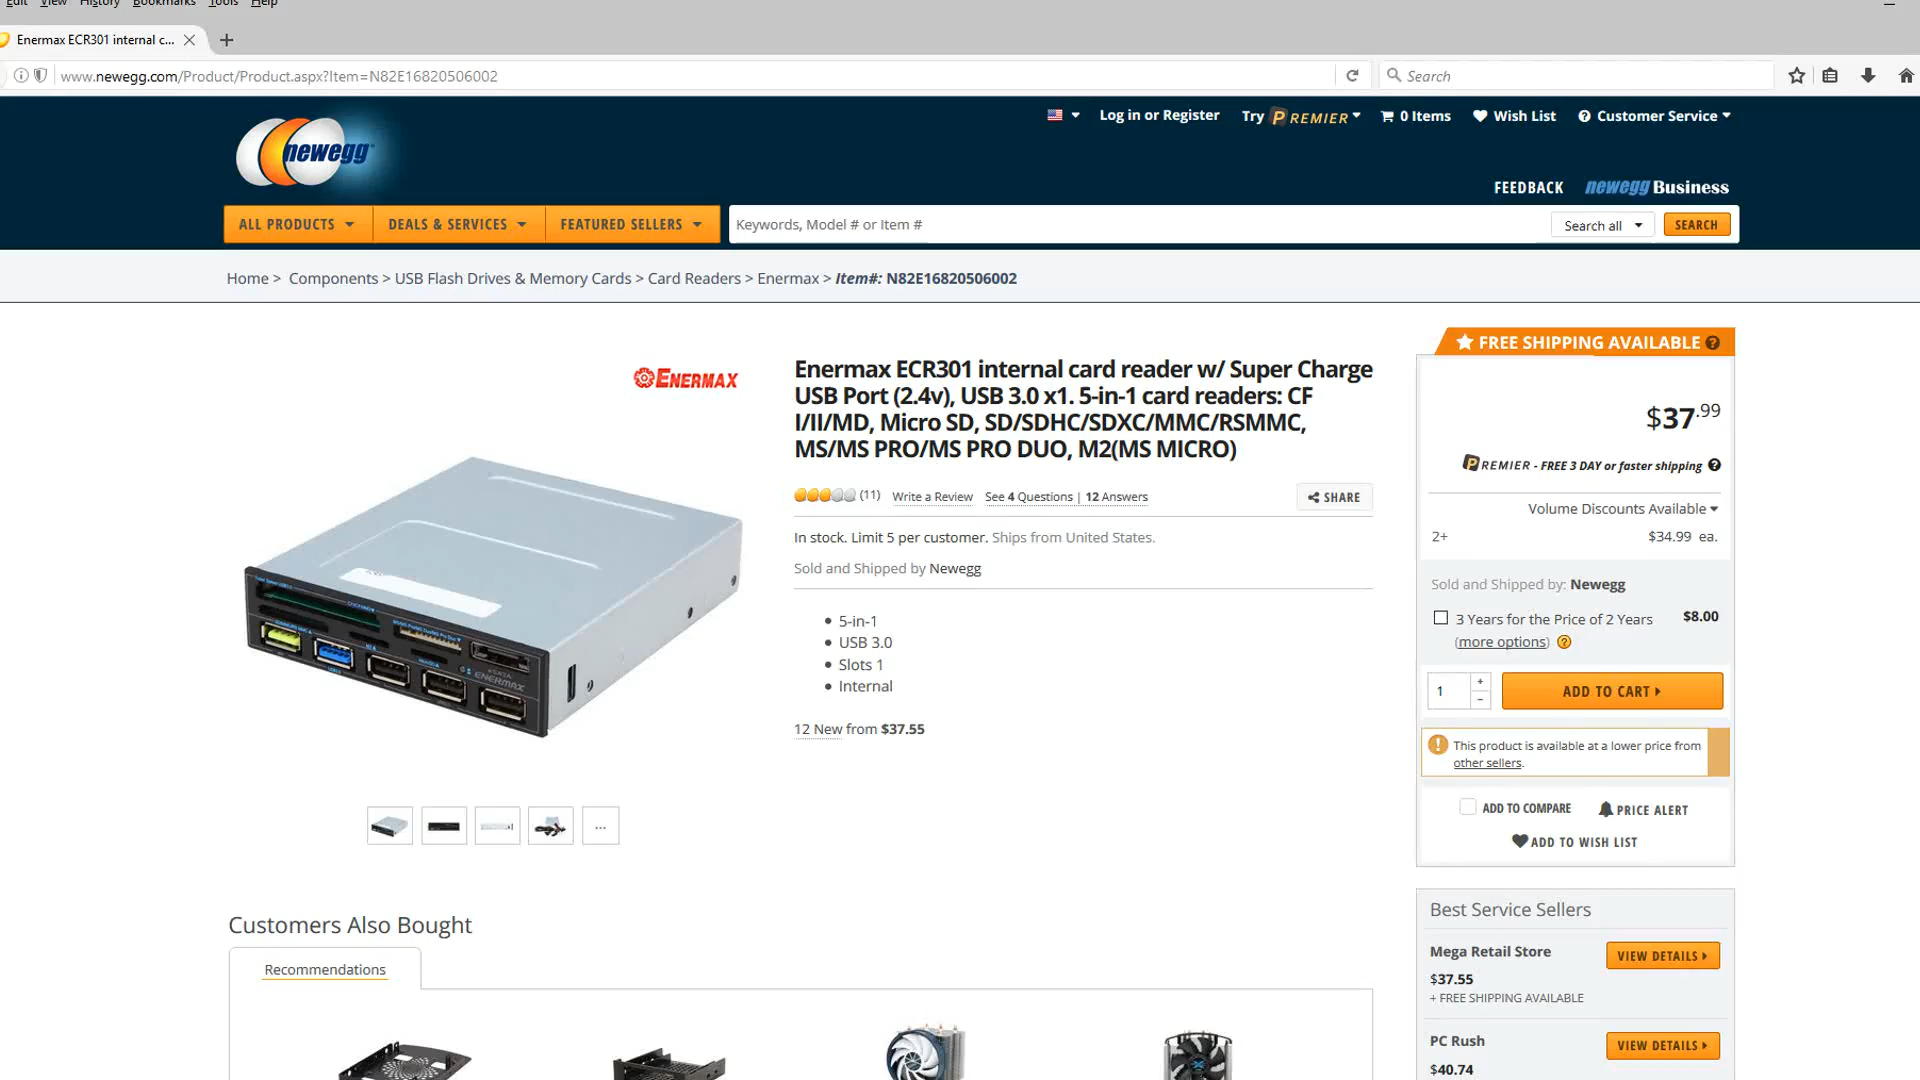 Edit View History Bookmarks Tools Help
Enermax ECR301 internal c...
www.newegg.com/Product/Product.aspx?Item=N82E16820506002
Search
Log in or Register Try PREMIER 0 Items Wish List Customer Service
newegg
FEEDBACK newegg Business
ALL PRODUCTS DEALS & SERVICES FEATURED SELLERS Keywords, Model # or Item # Search all SEARCH
Home > Components > USB Flash Drives & Memory Cards > Card Readers > Enermax > Item#: N82E16820506002
FREE SHIPPING AVAILABLE
ENERMAX
Enermax ECR301 internal card reader w/ Super Charge
USB Port (2.4v), USB 3.0 x1. 5-in-1 card readers: CF
I/II/MD, Micro SD, SD/SDHC/SDXC/MMC/RSMMC,
MS/MS PRO/MS PRO DUO, M2(MS MICRO)
(11) Write a Review See 4 Questions | 12 Answers
SHARE
In stock. Limit 5 per customer. Ships from United States.
Sold and Shipped by Newegg
5-in-1
USB 3.0
Slots 1
Internal
12 New from $37.55
ENERMAX
$37.99
PREMIER - FREE 3 DAY or faster shipping
Volume Discounts Available
2+ $34.99 ea.
Sold and Shipped by: Newegg
3 Years for the Price of 2 Years $8.00
(more options)
1 + - ADD TO CART
This product is available at a lower price from
other sellers.
ADD TO COMPARE PRICE ALERT
ADD TO WISH LIST
...
Customers Also Bought
Recommendations
Best Service Sellers
Mega Retail Store VIEW DETAILS
$37.55
+ FREE SHIPPING AVAILABLE
PC Rush VIEW DETAILS
$40.74